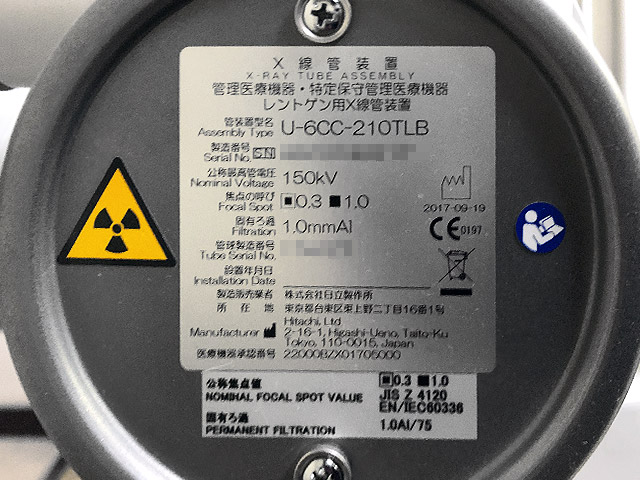 X 線管装置
X-RAY TUBE ASSEMBLY
管理医療機器・特定保守管理医療機器
レントゲン用X線管装置
管装置型名
Assembly Type U-6CC-210TLB
製造番号
Serial No. SN
公称最高管電圧
Nominal Voltage 150kV
焦点の呼び
Focal Spot 0.3 1.0
2017-09-19
固有ろ過
Filtration 1.0mmAl
CE 0197
管球製造番号
Tube Serial No.
設置年月日
Installation Date
製造販売業者 株式会社日立製作所
所在地 東京都台東区東上野二丁目16番1号
Manufacturer Hitachi, Ltd
2-16-1, Higashi-Ueno, Taito-Ku
Tokyo, 110-0015, Japan
医療機器承認番号 22000BZX01705000
公称焦点値 0.3 1.0
NOMINAL FOCAL SPOT VALUE JIS Z 4120
EN/IEC60336
固有ろ過
PERMANENT FILTRATION 1.0Al/75